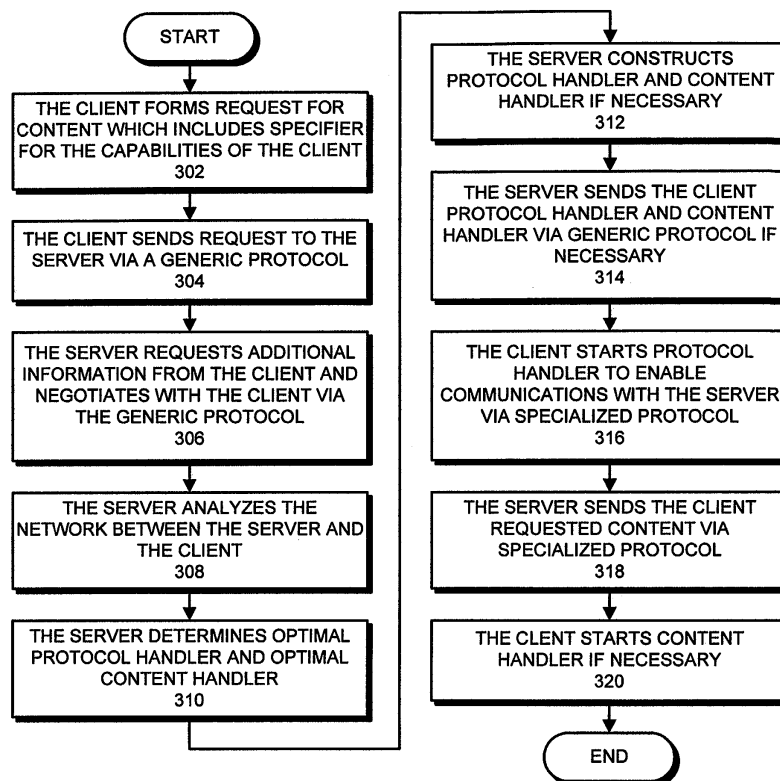 START
THE CLIENT FORMS REQUEST FOR
CONTENT WHICH INCLUDES SPECIFIER
FOR THE CAPABILITIES OF THE CLIENT
302
THE CLIENT SENDS REQUEST TO THE
SERVER VIA A GENERIC PROTOCOL
304
THE SERVER REQUESTS ADDITIONAL
INFORMATION FROM THE CLIENT AND
NEGOTIATES WITH THE CLIENT VIA
THE GENERIC PROTOCOL
306
THE SERVER ANALYZES THE
NETWORK BETWEEN THE SERVER AND
THE CLIENT
308
THE SERVER DETERMINES OPTIMAL
PROTOCOL HANDLER AND OPTIMAL
CONTENT HANDLER
310
THE SERVER CONSTRUCTS
PROTOCOL HANDLER AND CONTENT
HANDLER IF NECESSARY
312
THE SERVER SENDS THE CLIENT
PROTOCOL HANDLER AND CONTENT
HANDLER VIA GENERIC PROTOCOL IF
NECESSARY
314
THE CLIENT STARTS PROTOCOL
HANDLER TO ENABLE
COMMUNICATIONS WITH THE SERVER
VIA SPECIALIZED PROTOCOL
316
THE SERVER SENDS THE CLIENT
REQUESTED CONTENT VIA
SPECIALIZED PROTOCOL
318
THE CLENT STARTS CONTENT
HANDLER IF NECESSARY
320
END